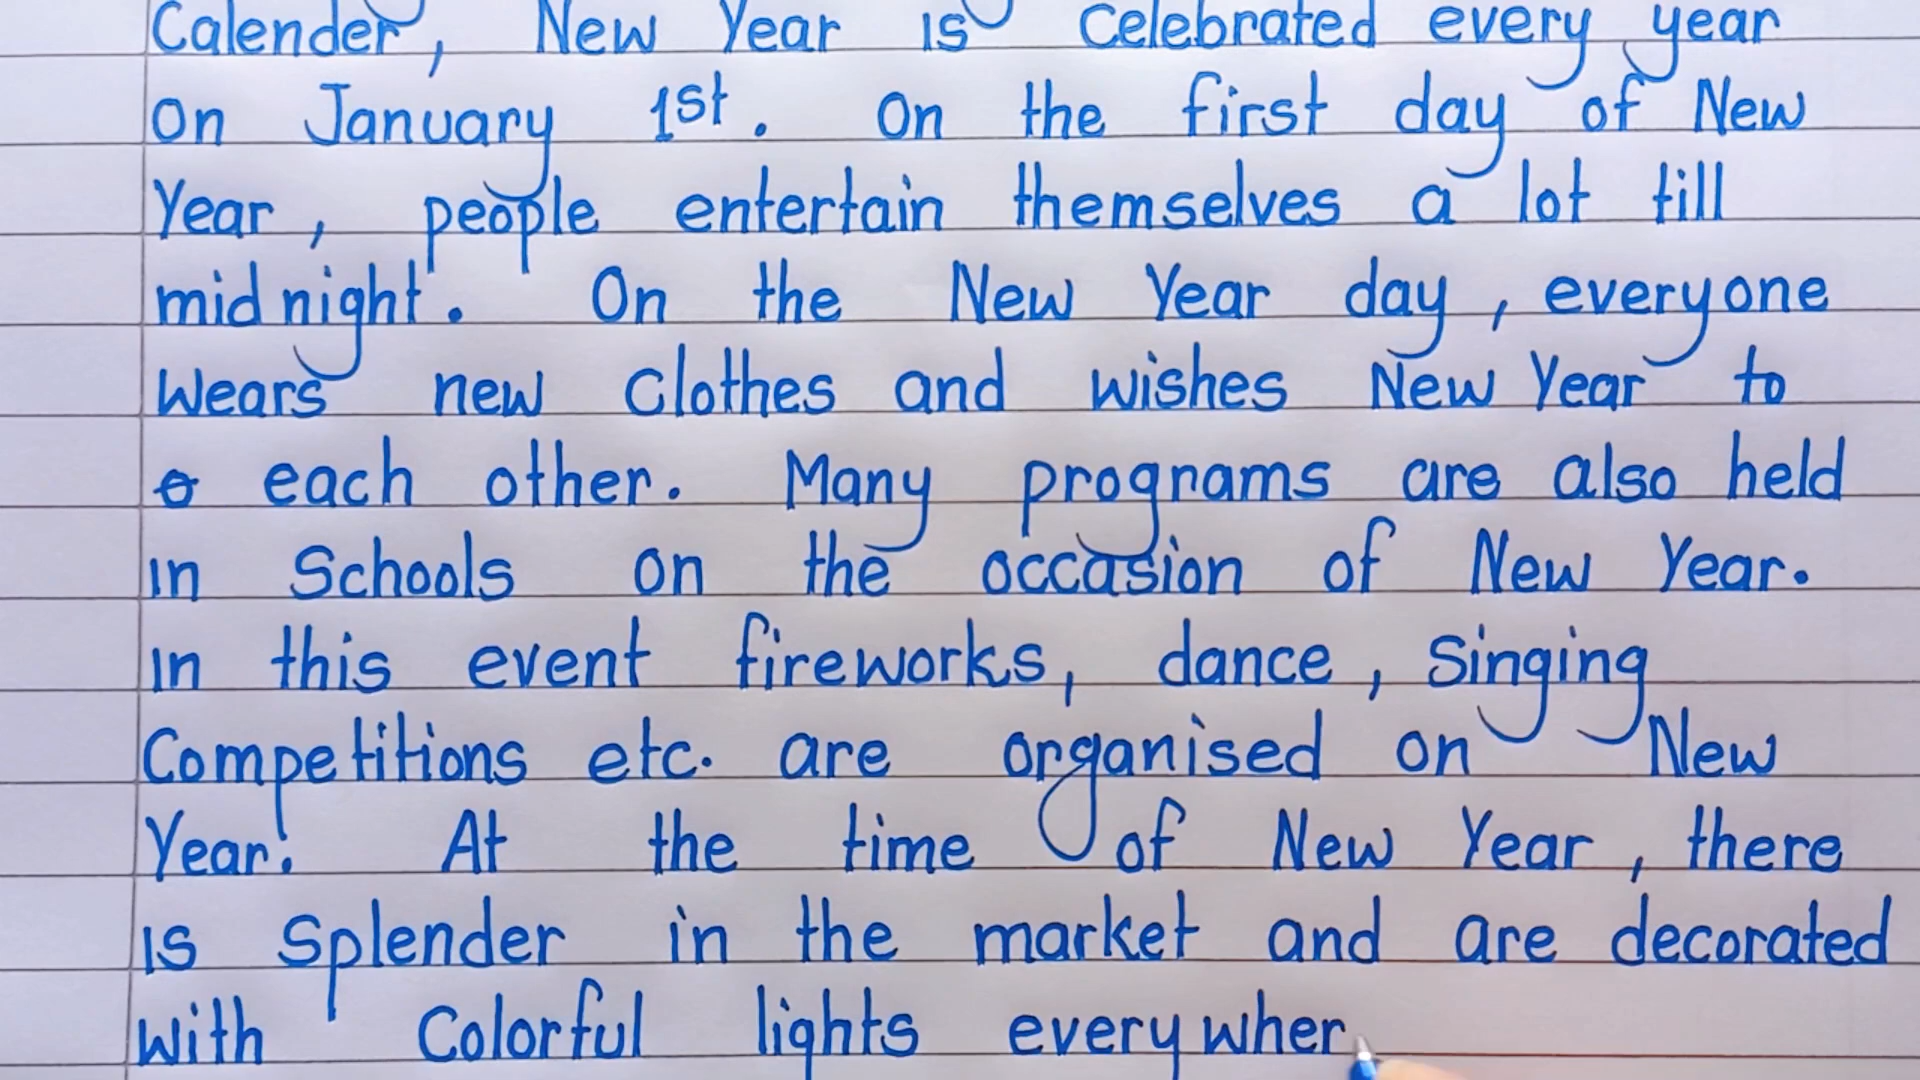 Calender, New Year is Celebrated every year
on January 1st. On the first day of New
Year, people entertain themselves a lot till
midnight. On the New Year day, everyone
Wears new Clothes and wishes New Year to
each other. Many programs are also held
in Schools on the occasion of New Year.
In this event fireworks, dance, Singing
Competitions etc. are organised on New
Year. At the time of New Year, there
is Splender in the market and are decorated
with Colorful lights everywher